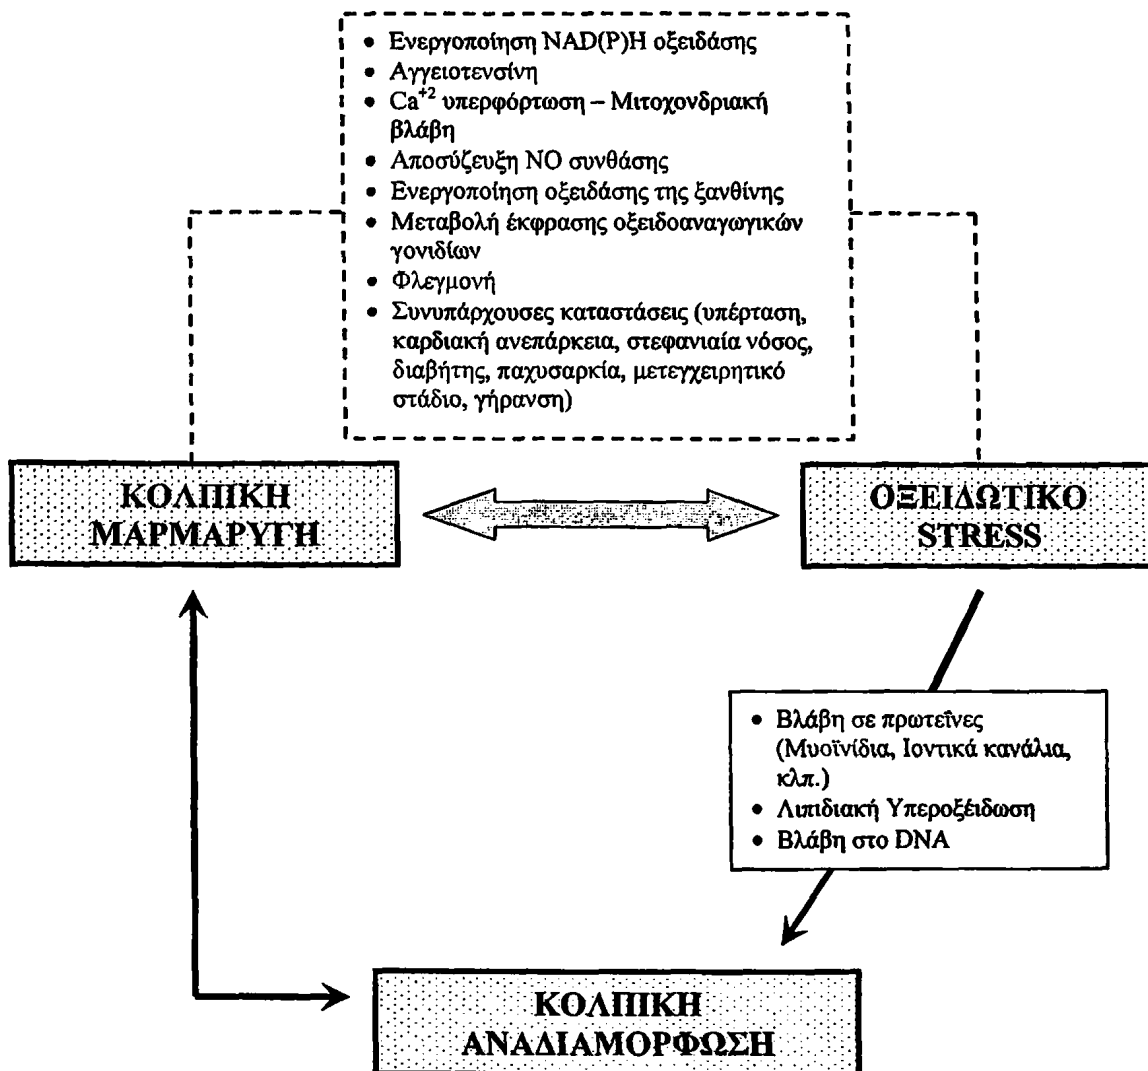 • Ενεργοποίηση NAD(P)H οξειδάσης
• Αγγειοτενσίνη
• Ca⁺² υπερφόρτωση – Μιτοχονδριακή
βλάβη
• Αποσύζευξη NO συνθάσης
• Ενεργοποίηση οξειδάσης της ξανθίνης
• Μεταβολή έκφρασης οξειδοαναγωγικών
γονιδίων
• Φλεγμονή
• Συνυπάρχουσες καταστάσεις (υπέρταση,
καρδιακή ανεπάρκεια, στεφανιαία νόσος,
διαβήτης, παχυσαρκία, μετεγχειρητικό
στάδιο, γήρανση)
ΚΟΛΠΙΚΗ
ΜΑΡΜΑΡΥΓΗ
ΟΞΕΙΔΩΤΙΚΟ
STRESS
• Βλάβη σε πρωτεΐνες
(Μυοϊνίδια, Ιοντικά κανάλια,
κλπ.)
• Λιπιδιακή Υπεροξείδωση
• Βλάβη στο DNA
ΚΟΛΠΙΚΗ
ΑΝΑΔΙΑΜΟΡΦΩΣΗ